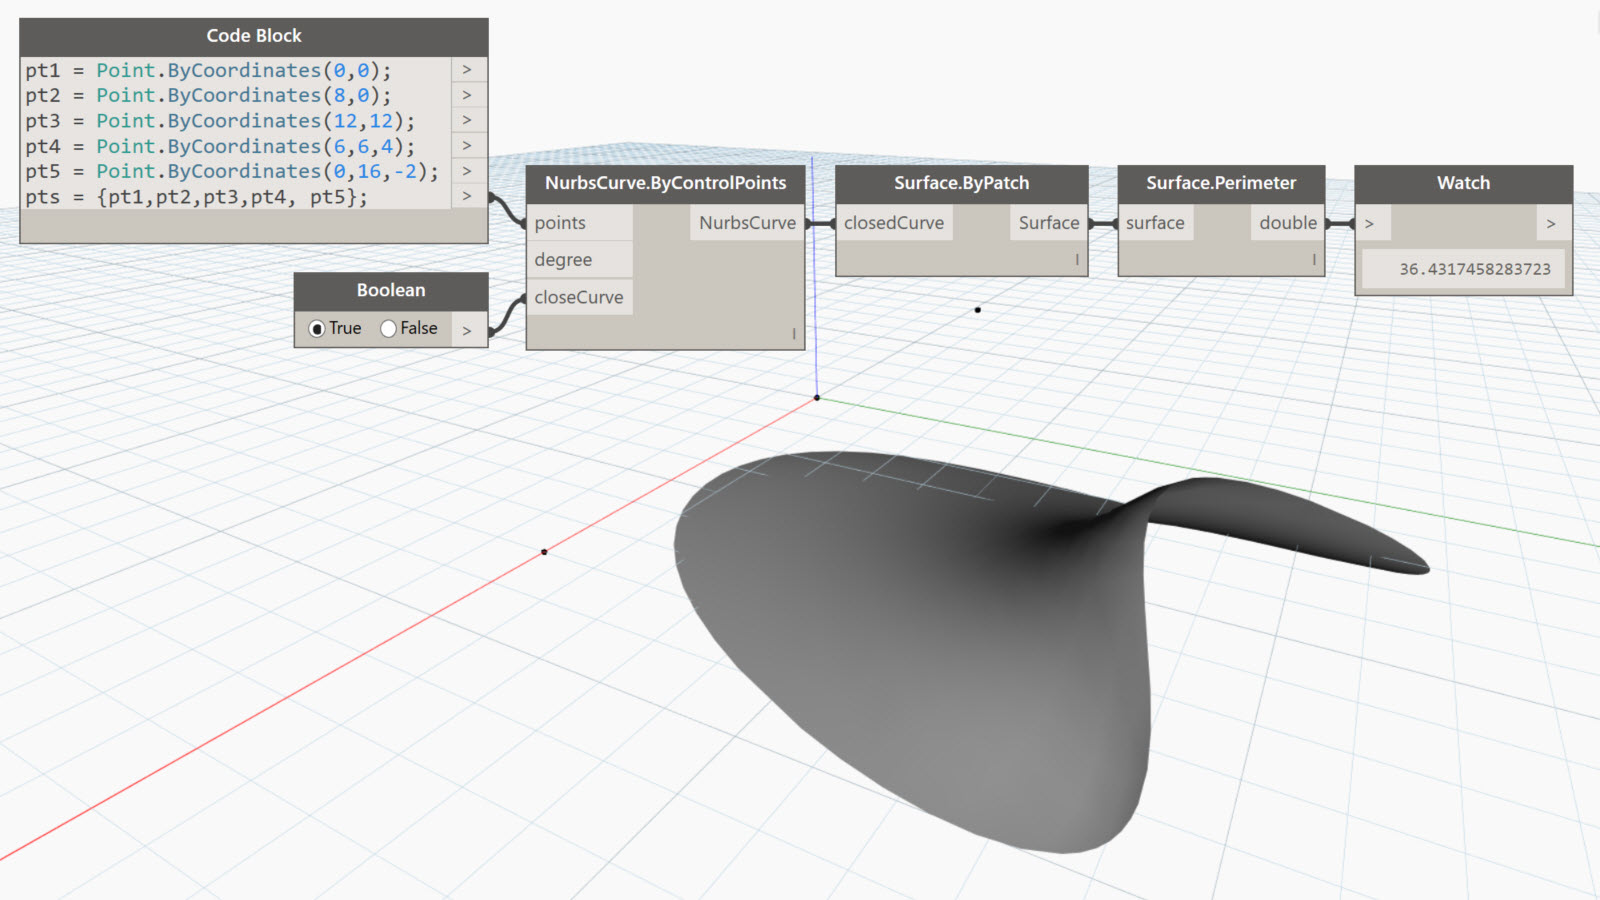 Code Block
pt1 = Point.ByCoordinates(0,0); >
pt2 = Point.ByCoordinates(8,0); >
pt3 = Point.ByCoordinates(12,12); >
pt4 = Point.ByCoordinates(6,6,4); >
pt5 = Point.ByCoordinates(0,16,-2); >
pts = {pt1,pt2,pt3,pt4, pt5}; >
Boolean
True False >
NurbsCurve.ByControlPoints
points NurbsCurve
degree
closeCurve
l
Surface.ByPatch
closedCurve Surface
l
Surface.Perimeter
surface double
l
Watch
> >
36.4317458283723